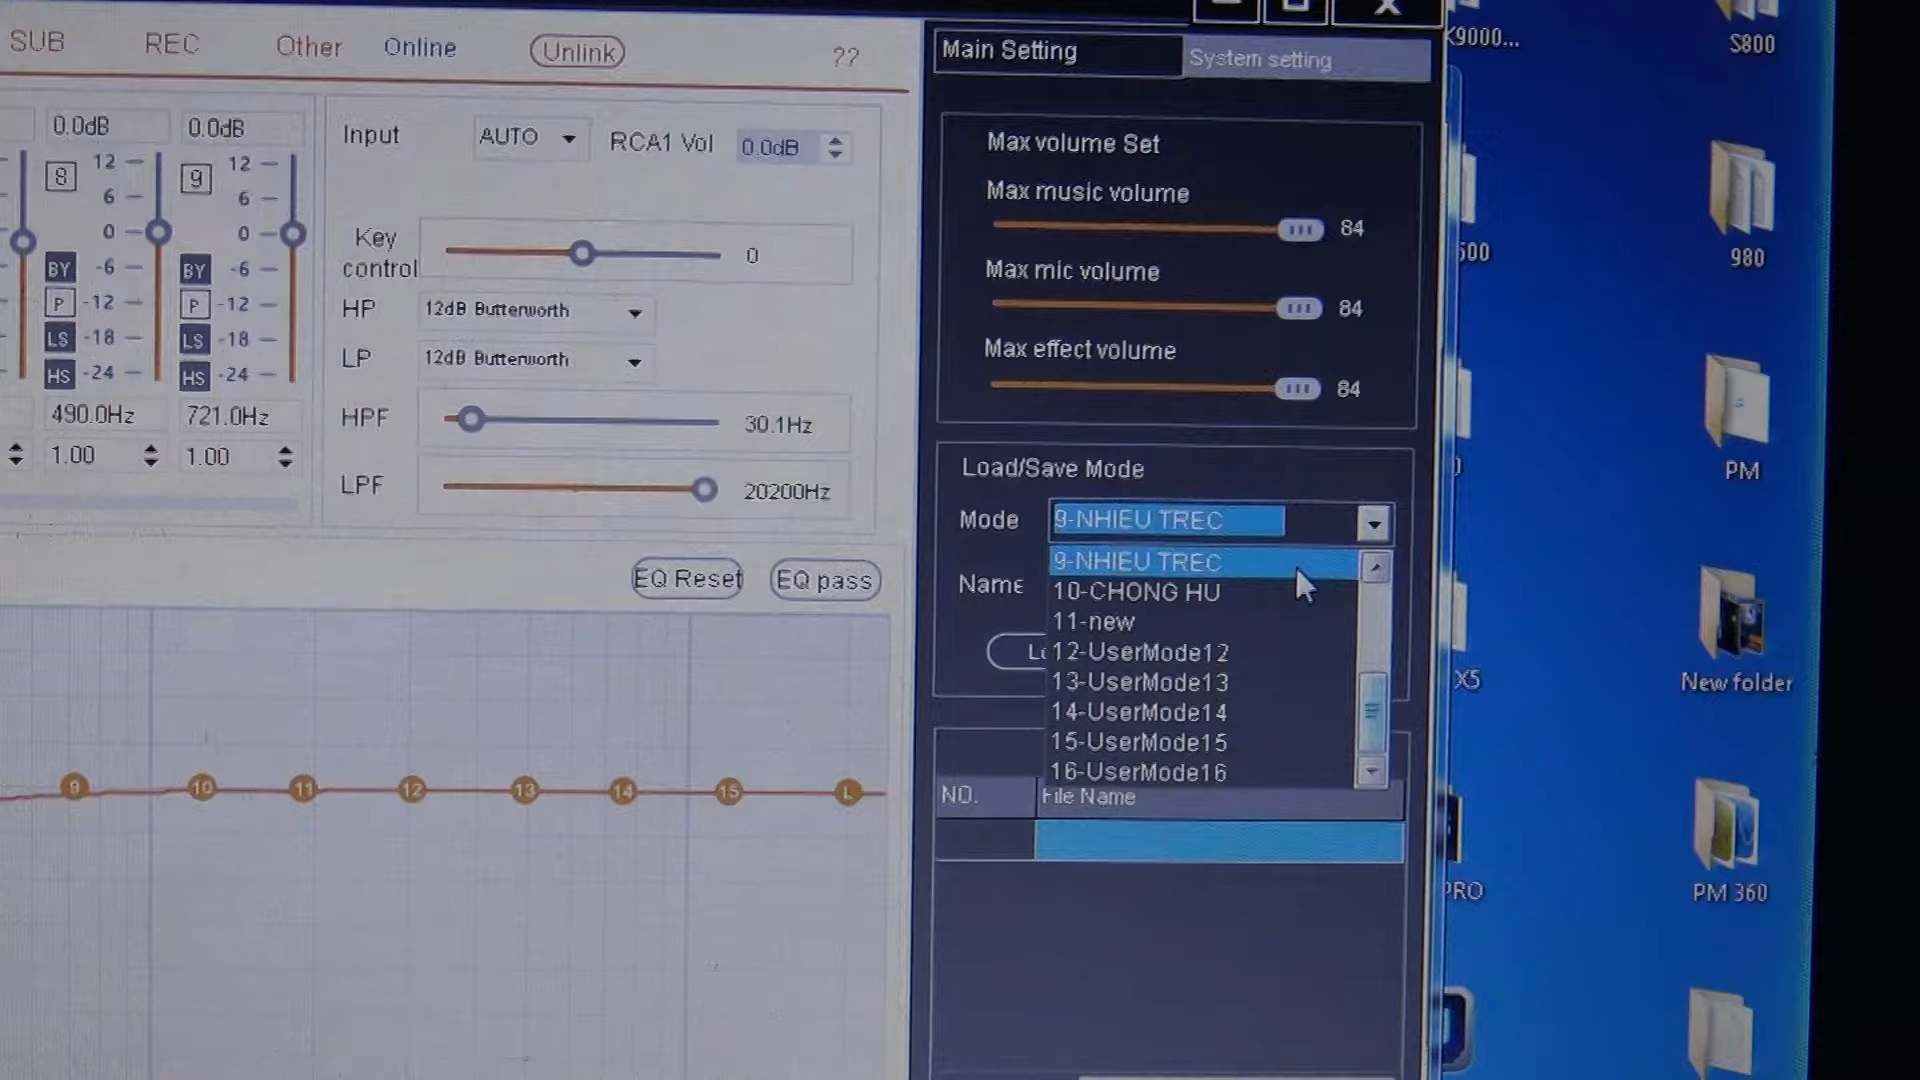 SUB REC Other Online Unlink ??
0.0dB 0.0dB
8 12 9 12
6 6
0 0
BY -6 BY -6
P -12 P -12
LS -18 LS -18
HS -24 HS -24
490.0Hz 721.0Hz
1.00 1.00
Input AUTO RCA1 Vol 0.0dB
Key control 0
HP 12dB Butterworth
LP 12dB Butterworth
HPF 30.1Hz
LPF 20200Hz
EQ Reset EQ pass
9 10 11 12 13 14 15 L
Main Setting System setting
Max volume Set
Max music volume
84
Max mic volume
84
Max effect volume
84
Load/Save Mode
Mode 9-NHIEU TREC
9-NHIEU TREC
Name
10-CHONG HU
11-new
12-UserMode12
13-UserMode13
14-UserMode14
15-UserMode15
16-UserMode16
NO. File Name
K9000...
S800
980
PM
X5
New folder
PRO
PM 360